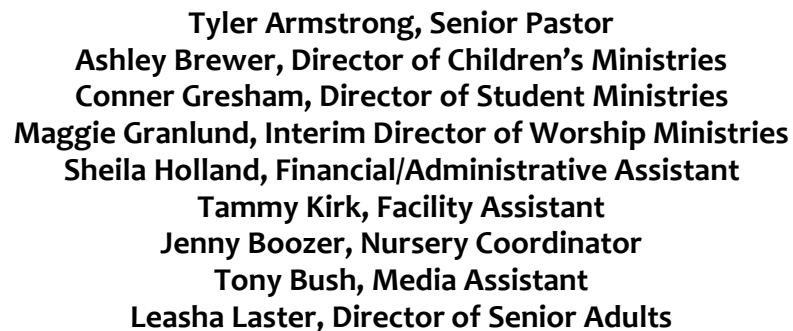 Tyler Armstrong, Senior Pastor
Ashley Brewer, Director of Children’s Ministries
Conner Gresham, Director of Student Ministries
Maggie Granlund, Interim Director of Worship Ministries
Sheila Holland, Financial/Administrative Assistant
Tammy Kirk, Facility Assistant
Jenny Boozer, Nursery Coordinator
Tony Bush, Media Assistant
Leasha Laster, Director of Senior Adults